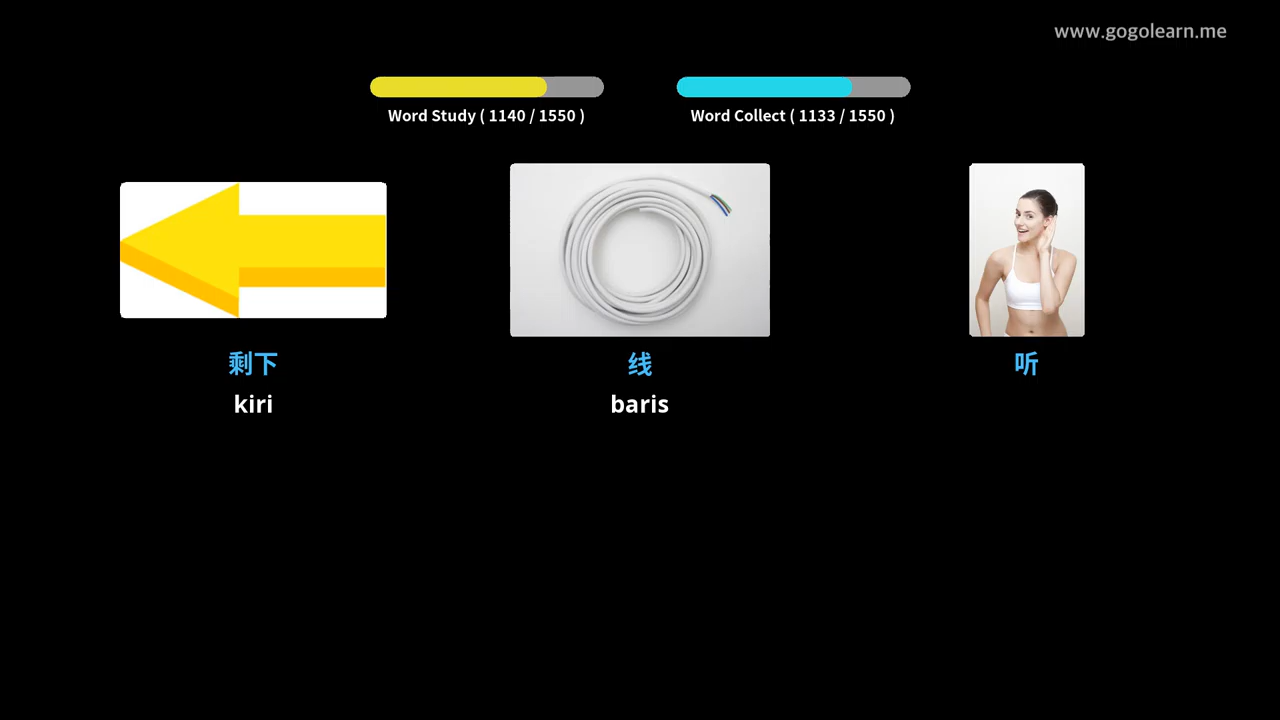 www.gogolearn.me
Word Study ( 1140 / 1550 )
Word Collect ( 1133 / 1550 )
剩下
线
听
kiri
baris